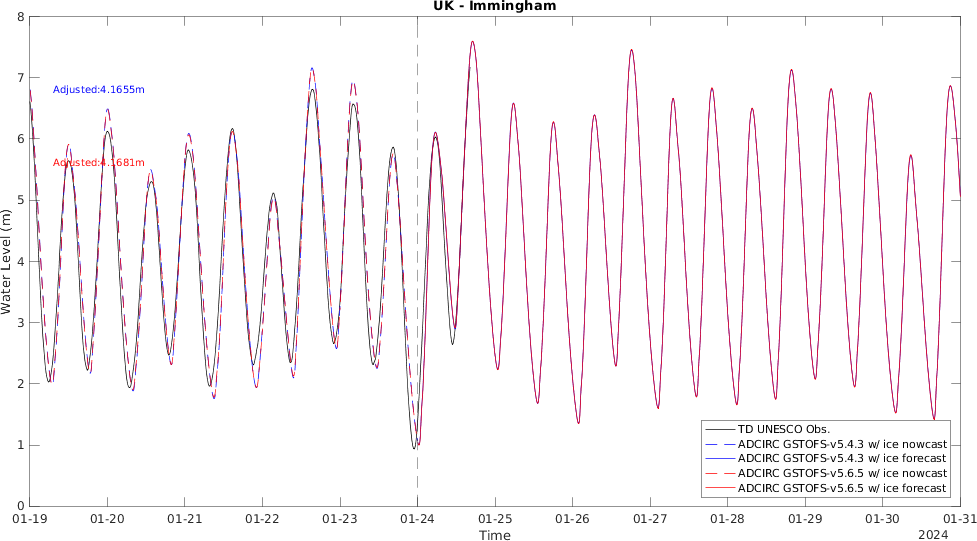 UK - Immingham
8
7
6
5
4
3
2
1
0
Water Level (m)
Adjusted:4.1655m
Adjusted:4.1681m
TD UNESCO Obs.
ADCIRC GSTOFS-v5.4.3 w/ ice nowcast
ADCIRC GSTOFS-v5.4.3 w/ ice forecast
ADCIRC GSTOFS-v5.6.5 w/ ice nowcast
ADCIRC GSTOFS-v5.6.5 w/ ice forecast
01-19 01-20 01-21 01-22 01-23 01-24 01-25 01-26 01-27 01-28 01-29 01-30 01-31
Time
2024